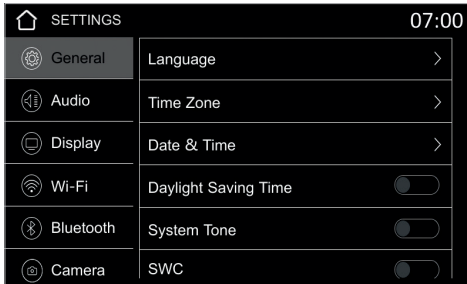 SETTINGS 07:00
General
Language
Audio
Time Zone
Display
Date & Time
Wi-Fi
Daylight Saving Time
Bluetooth
System Tone
Camera
SWC